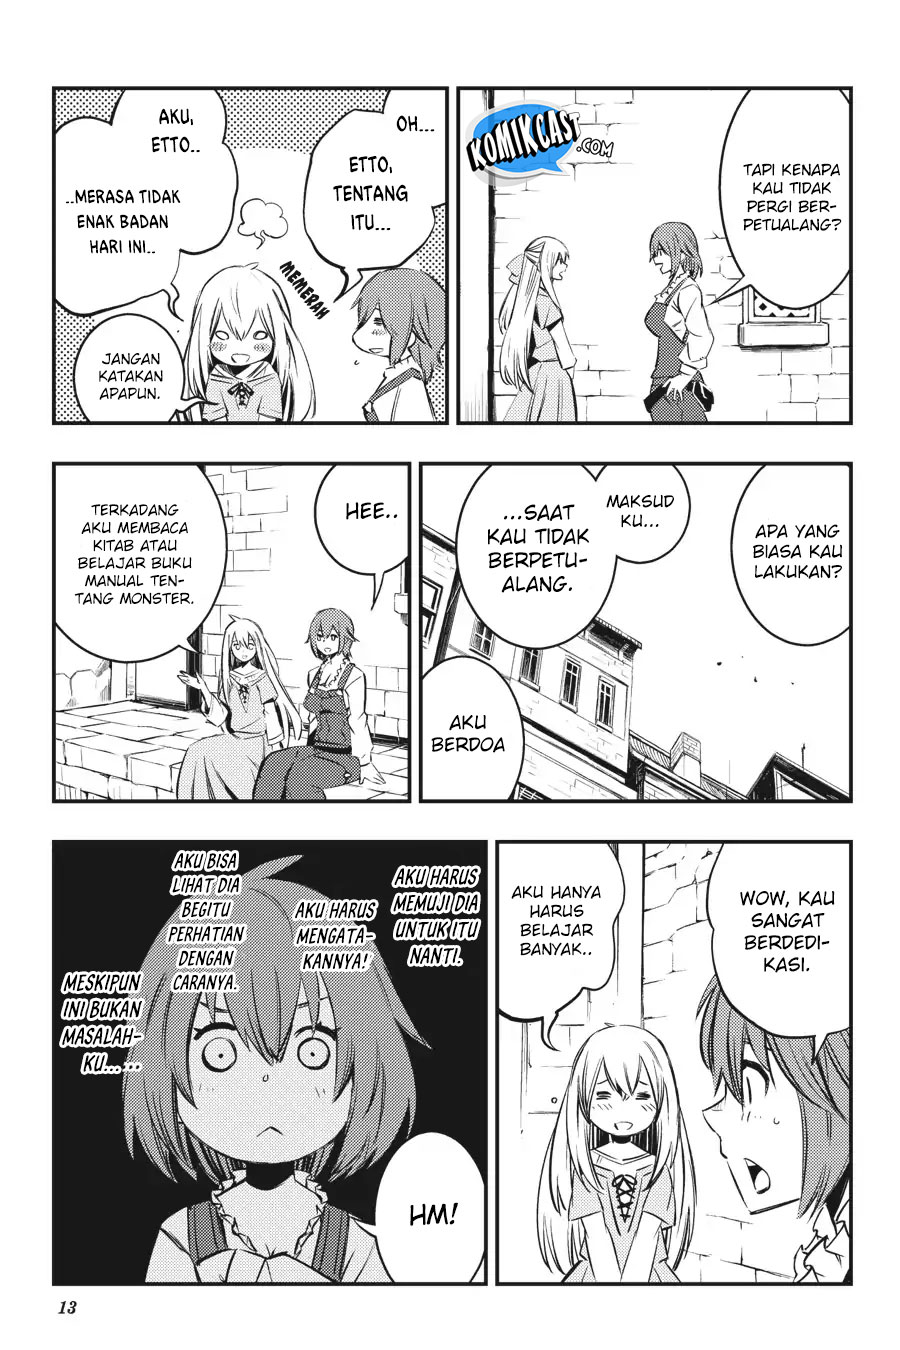 KOMIKCAST
.COM
TAPI KENAPA
KAU TIDAK
PERGI BER-
PETUALANG?
OH...
ETTO,
TENTANG
ITU...
AKU,
ETTO..
..MERASA TIDAK
ENAK BADAN
HARI INI..
MEMERAH
JANGAN
KATAKAN
APAPUN.
APA YANG
BIASA KAU
LAKUKAN?
MAKSUD
KU...
...SAAT
KAU TIDAK
BERPETU-
ALANG.
AKU
BERDOA
HEE..
TERKADANG
AKU MEMBACA
KITAB ATAU
BELAJAR BUKU
MANUAL TEN-
TANG MONSTER.
WOW, KAU
SANGAT
BERDEDI-
KASI.
AKU HANYA
HARUS
BELAJAR
BANYAK..
AKU HARUS
MEMUJI DIA
UNTUK ITU
NANTI.
AKU HARUS
MENGATA-
KANNYA!
AKU BISA
LIHAT DIA
BEGITU
PERHATIAN
DENGAN
CARANYA.
MESKIPUN
INI BUKAN
MASALAH-
KU... ...
HM!
13